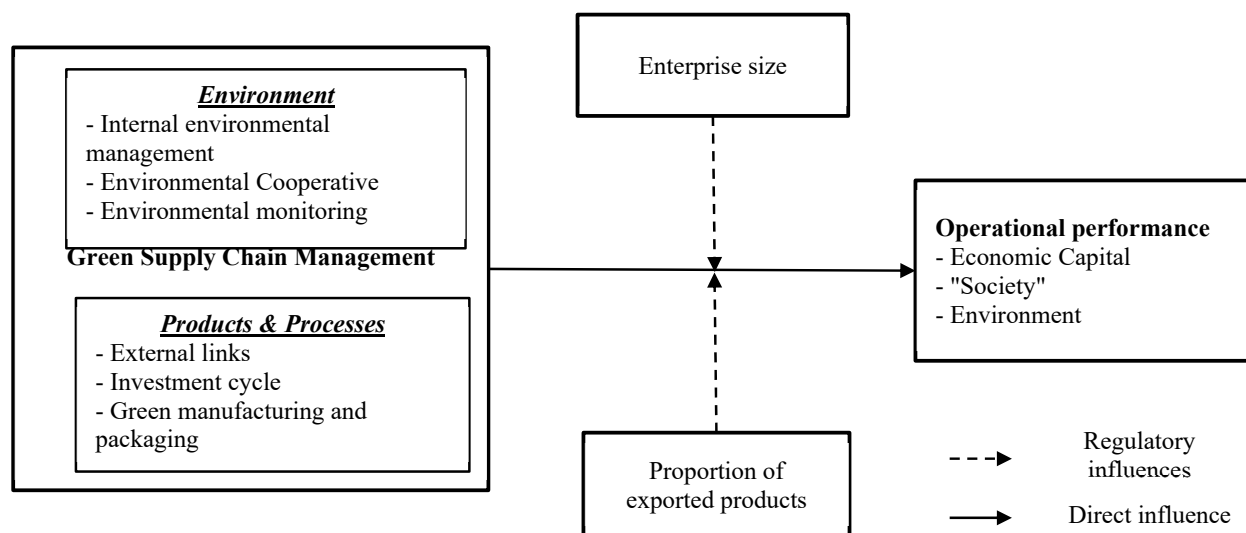 Environment
- Internal environmental
management
- Environmental Cooperative
- Environmental monitoring
Green Supply Chain Management
Products & Processes
- External links
- Investment cycle
- Green manufacturing and
packaging
Enterprise size
Proportion of
exported products
Operational performance
- Economic Capital
- "Society"
- Environment
Regulatory
influences
Direct influence